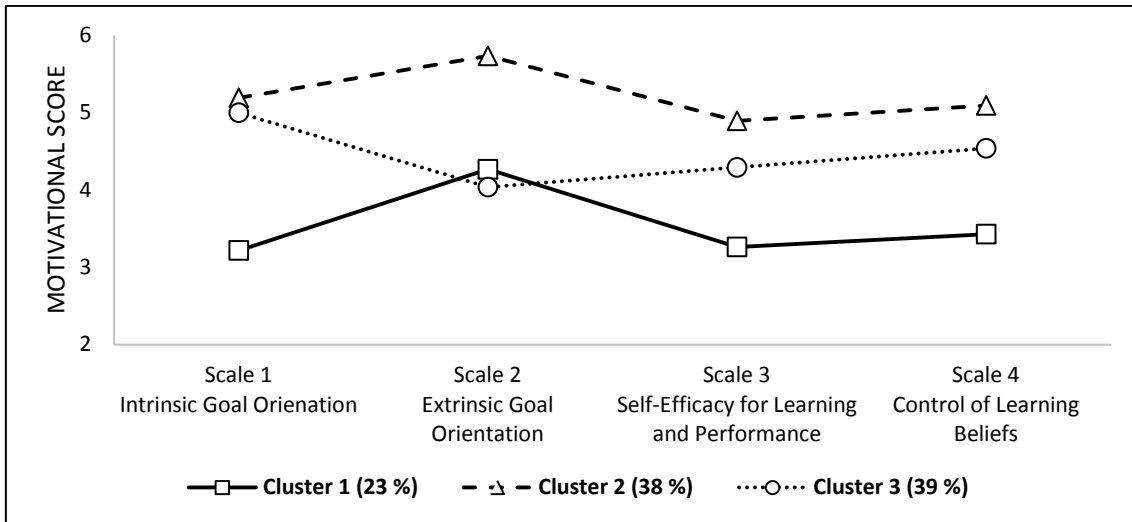 MOTIVATIONAL SCORE
6
5
4
3
2
Scale 1
Intrinsic Goal Orienation
Scale 2
Extrinsic Goal
Orientation
Scale 3
Self-Efficacy for Learning
and Performance
Scale 4
Control of Learning
Beliefs
Cluster 1 (23 %)
Cluster 2 (38 %)
Cluster 3 (39 %)